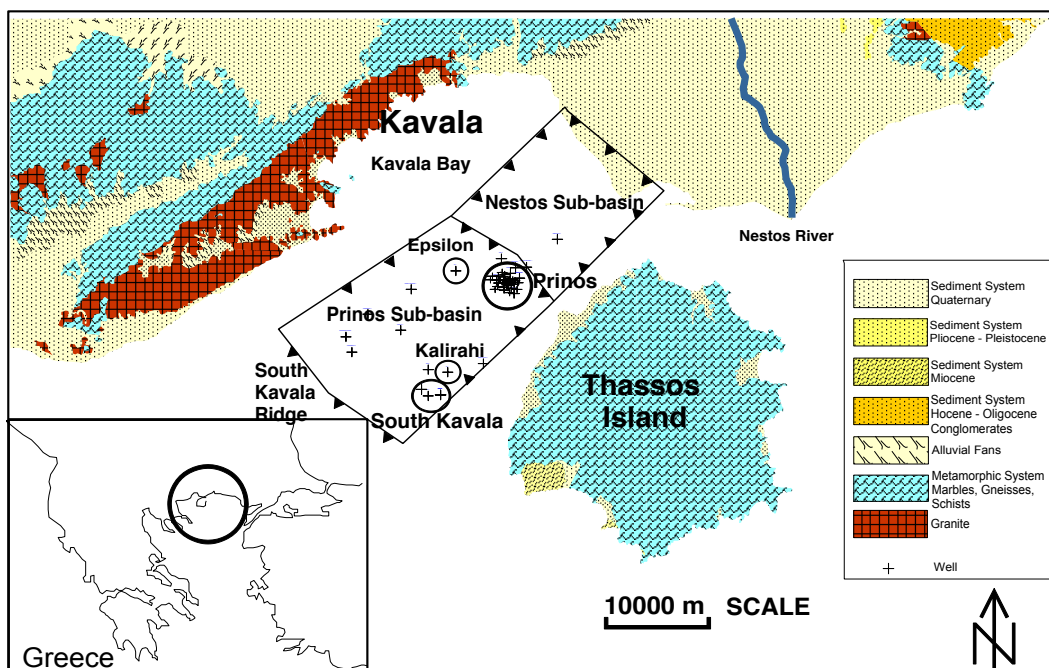 Kavala
Kavala Bay
Nestos Sub-basin
Nestos River
Epsilon
Prinos
Prinos Sub-basin
Kalirahi
South
Kavala
Ridge
South Kavala
Thassos
Island
Sediment System
Quaternary
Sediment System
Pliocene - Pleistocene
Sediment System
Miocene
Sediment System
Hocene - Oligocene
Conglomerates
Alluvial Fans
Metamorphic System
Marbles, Gneisses,
Schists
Granite
Well
10000 m SCALE
N
Greece